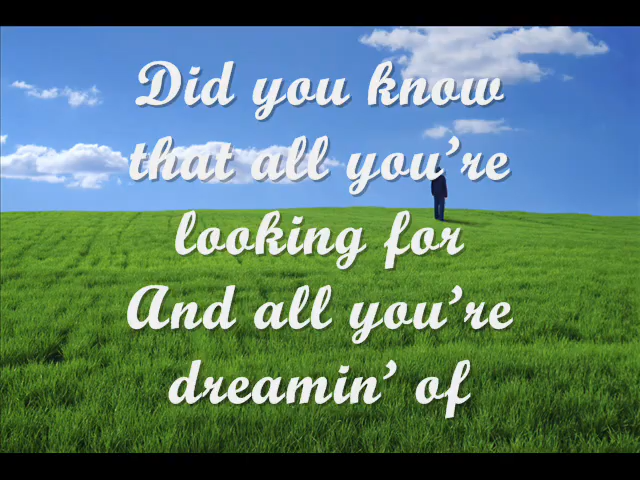 Did you know
that all you're
looking for
And all you're
dreamin' of